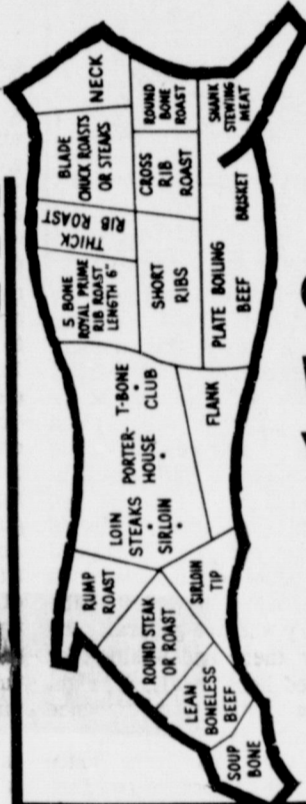 NECK
BLADE
CHUCK ROASTS
OR STEAKS
THICK
RIB ROAST
5 BONE
ROYAL PRIME
RIB ROAST
LENGTH 6"
ROUND
BONE
ROAST
CROSS
RIB
ROAST
SHORT
RIBS
SHANK
STEWING
MEAT
BRISKET
PLATE BOILING
BEEF
T-BONE
CLUB
PORTER-
HOUSE
LOIN
STEAKS
SIRLOIN
FLANK
RUMP
ROAST
SIRLOIN
TIP
ROUND STEAK
OR ROAST
LEAN
BONELESS
BEEF
SOUP
BONE